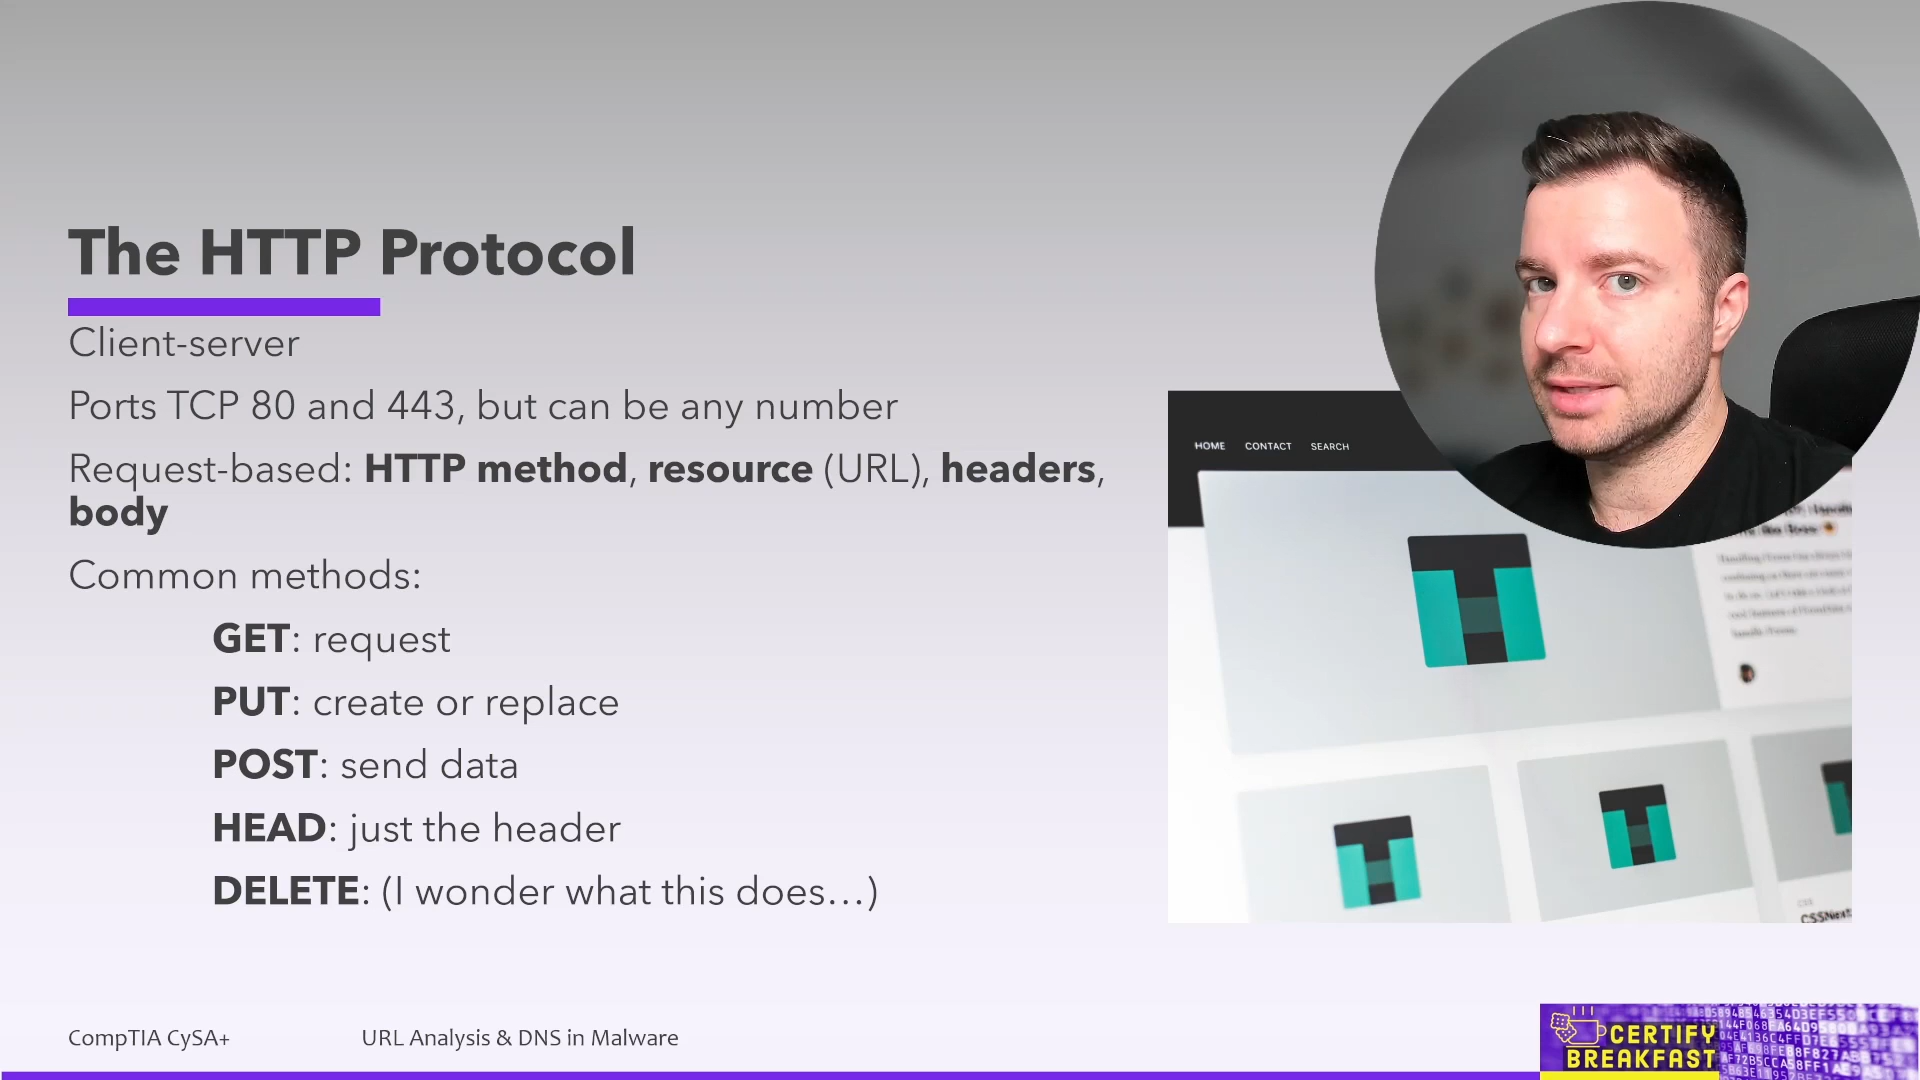 The HTTP Protocol
Client-server
Ports TCP 80 and 443, but can be any number
Request-based: HTTP method, resource (URL), headers,
body
Common methods:
GET: request
PUT: create or replace
POST: send data
HEAD: just the header
DELETE: (I wonder what this does...)
HOME CONTACT SEARCH
CSS
CompTIA CySA+ URL Analysis & DNS in Malware
CERTIFY
BREAKFAST